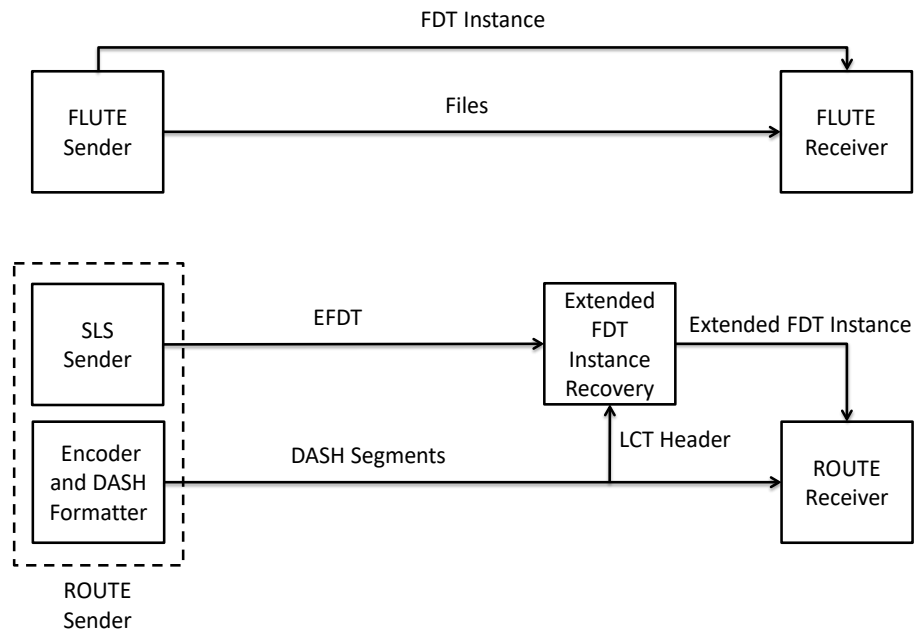 FDT Instance
FLUTE
Sender
Files
FLUTE
Receiver
SLS
Sender
EFDT
Extended
FDT
Instance
Recovery
Extended FDT Instance
Encoder
and DASH
Formatter
DASH Segments
LCT Header
ROUTE
Receiver
ROUTE
Sender